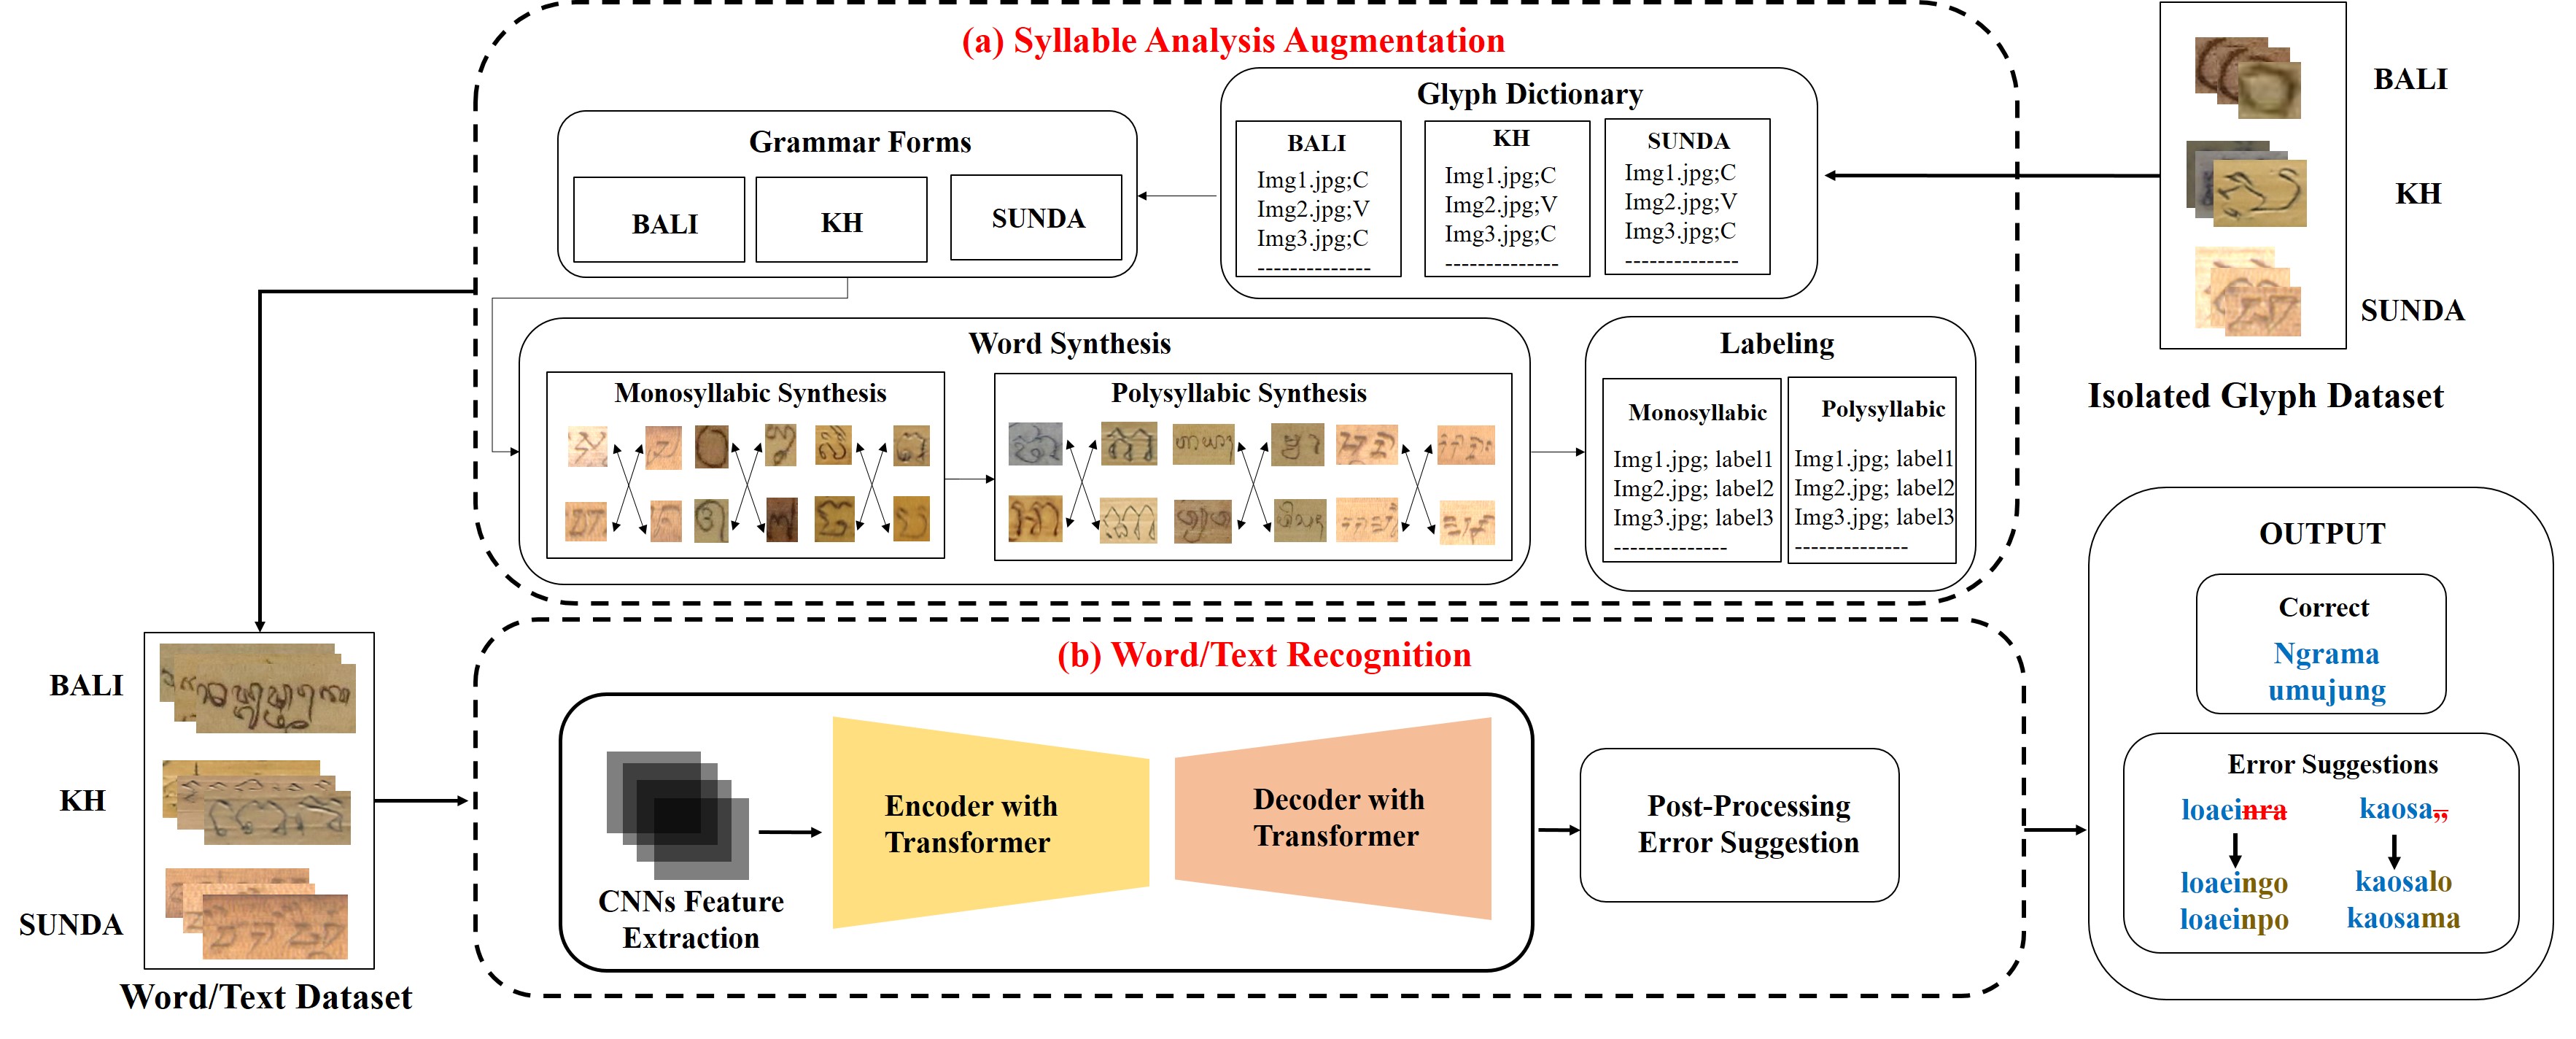 (a) Syllable Analysis Augmentation
Grammar Forms
BALI
KH
SUNDA
Glyph Dictionary
BALI
Img1.jpg;C
Img2.jpg;V
Img3.jpg;C
--------------
KH
Img1.jpg;C
Img2.jpg;V
Img3.jpg;C
--------------
SUNDA
Img1.jpg;C
Img2.jpg;V
Img3.jpg;C
--------------
BALI
KH
SUNDA
Isolated Glyph Dataset
Word Synthesis
Monosyllabic Synthesis
Polysyllabic Synthesis
Labeling
Monosyllabic
Img1.jpg; label1
Img2.jpg; label2
Img3.jpg; label3
--------------
Polysyllabic
Img1.jpg; label1
Img2.jpg; label2
Img3.jpg; label3
--------------
BALI
KH
SUNDA
Word/Text Dataset
(b) Word/Text Recognition
CNNs Feature
Extraction
Encoder with
Transformer
Decoder with
Transformer
Post-Processing
Error Suggestion
OUTPUT
Correct
Ngrama
umujung
Error Suggestions
loaeinra
loaeingo
loaeinpo
kaosa,,
kaosalo
kaosama